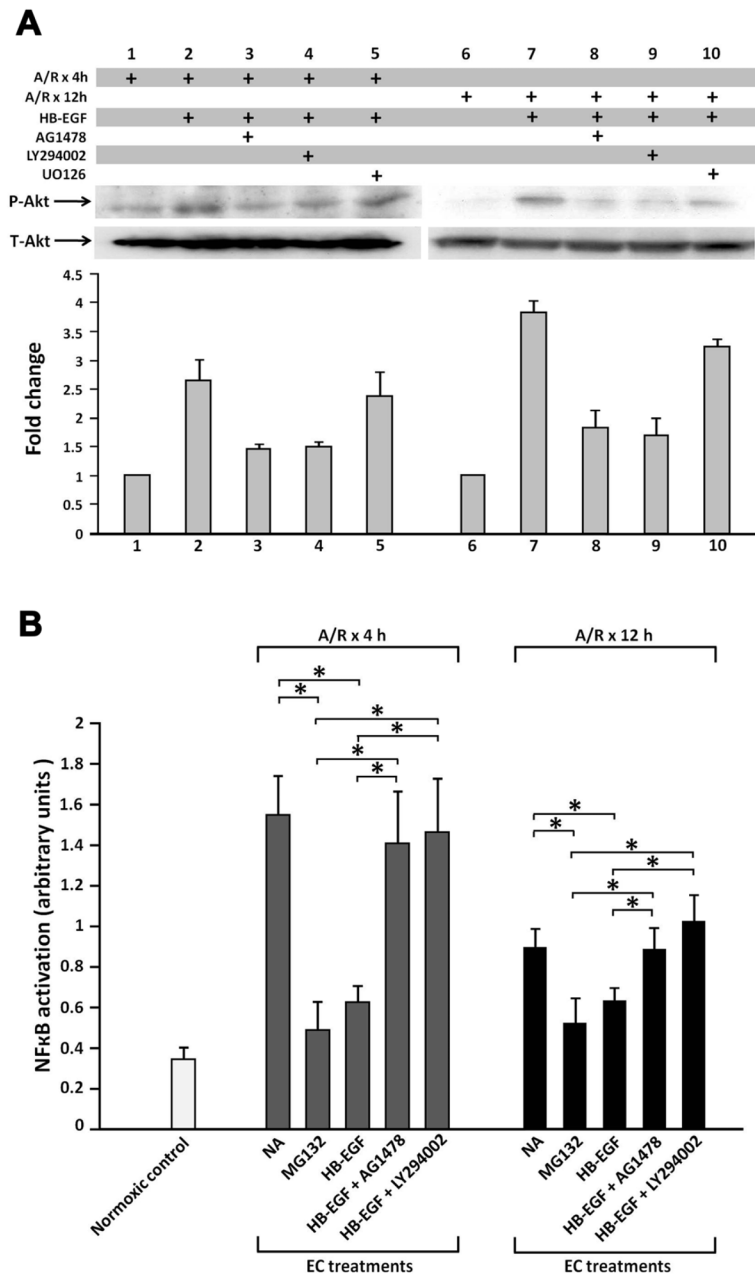 A
1 2 3 4 5 6 7 8 9 10
A/R x 4h + + + + +
A/R x 12h + + + + +
HB-EGF + + + + + + + +
AG1478 + +
LY294002 + +
UO126 + +
P-Akt
T-Akt
Fold change
4.5
4
3.5
3
2.5
2
1.5
1
0.5
0
1 2 3 4 5 6 7 8 9 10
B
A/R x 4 h
A/R x 12 h
* * * * * *
* * * * * *
NFκB activation (arbitrary units )
2
1.8
1.6
1.4
1.2
1
0.8
0.6
0.4
0.2
0
Normoxic control
NA
MG132
HB-EGF
HB-EGF + AG1478
HB-EGF + LY294002
NA
MG132
HB-EGF
HB-EGF + AG1478
HB-EGF + LY294002
EC treatments
EC treatments